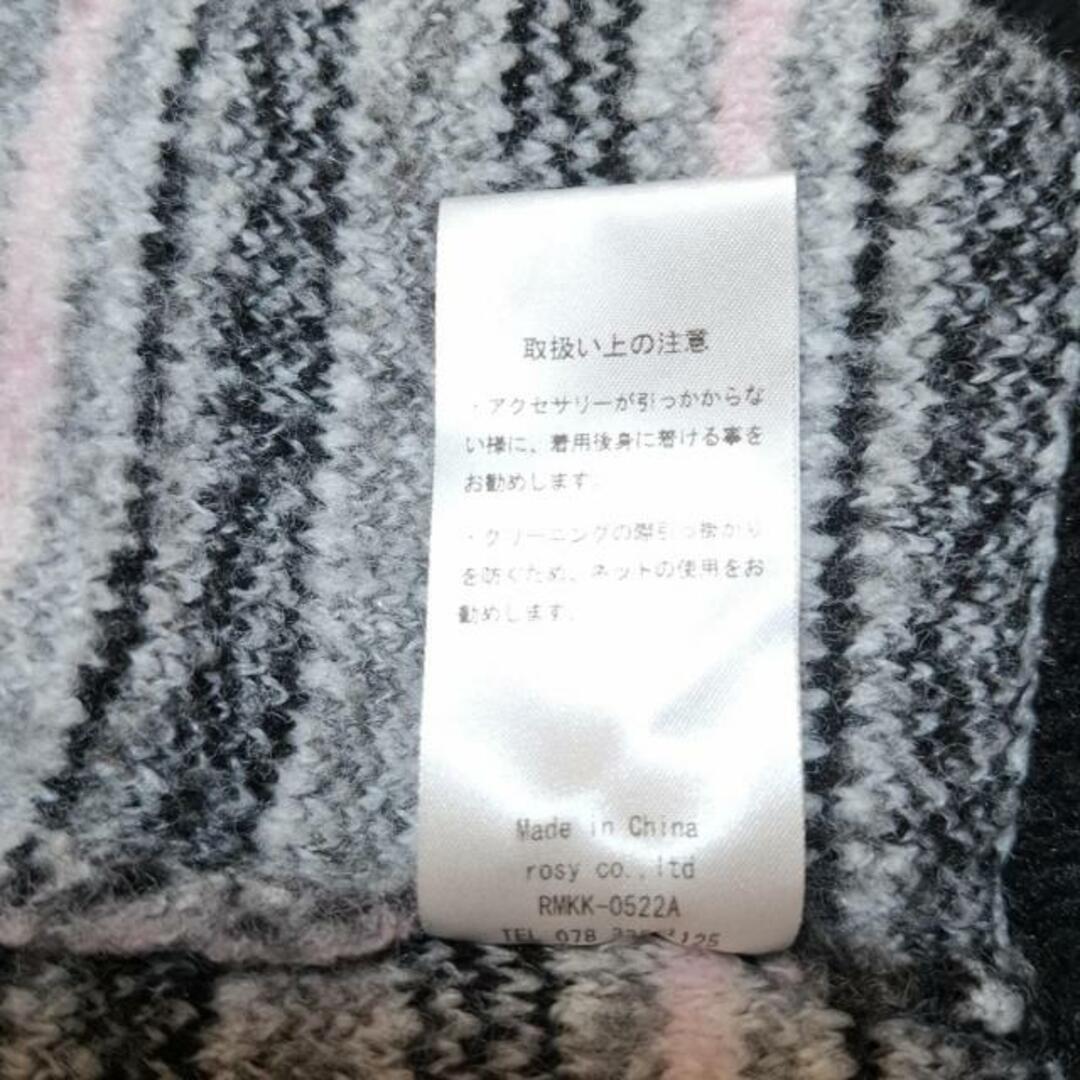 取扱い上の注意
・アクセサリーが引っかからな
い様に、着用後身に着ける事を
お勧めします。
・クリーニングの際引っ掛かり
を防ぐため、ネットの使用をお
勧めします。
Made in China
rosy co.,ltd
RMKK-0522A
TEL 078